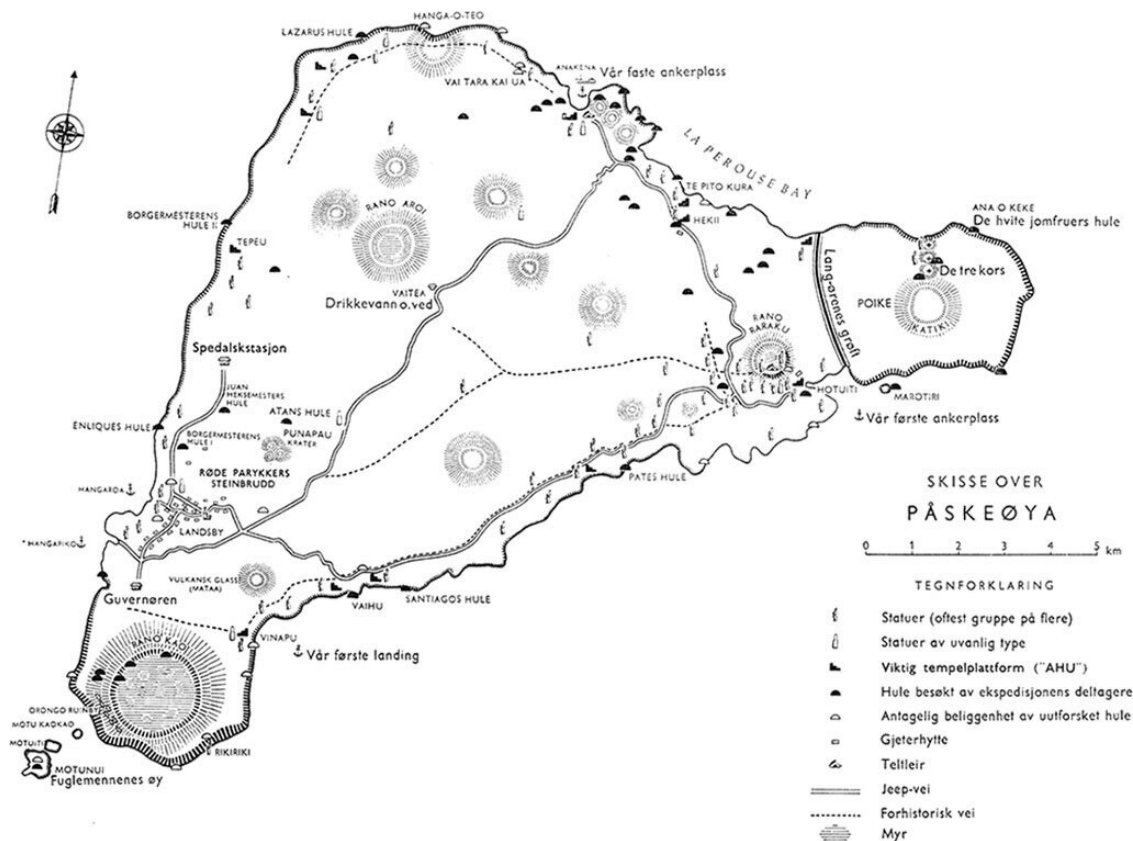 HANGA-O-TEO
LAZARUS HULE
VAI TARA KAI UA
ANAKENA
Vår faste ankerplass
LA PEROUSE BAY
TE PITO KURA
HEKII
ANA O KEKE
De hvite jomfruers hule
De tre kors
POIKE
KATIKI
Lang-ørenes grøft
BORGERMESTERENS
HULE II
TEPEU
RANO AROI
VAITEA
Drikkevann o. ved
RANO
RARAKU
HOTUITI
MAROTIRI
Vår første ankerplass
Spedalskstasjon
JUAN
HEKSEMESTERS
HULE
ENLIQUES HULE
ATANS HULE
PUNAPAU
KRATER
BORGERMESTERENS
HULE I
RØDE PARYKKERS
STEINBRUDD
HANGAROA
LANDSBY
HANGAPIKO
PATES HULE
Guvernøren
VULKANSK GLASS
(MATAA)
VAIHU
SANTIAGOS HULE
VINAPU
Vår første landing
RANO KAOI
ORONGO RUINBY
MOTU KAOKAO
MOTUITI
MOTUNUI
Fuglemennenes øy
RIKIRIKI
SKISSE OVER
PÅSKEØYA
0 1 2 3 4 5 km
TEGNFORKLARING
Statuer (oftest gruppe på flere)
Statuer av uvanlig type
Viktig tempelplattform ("AHU")
Hule besøkt av ekspedisjonens deltagere
Antagelig beliggenhet av uutforsket hule
Gjeterhytte
Teltleir
Jeep-vei
Forhistorisk vei
Myr